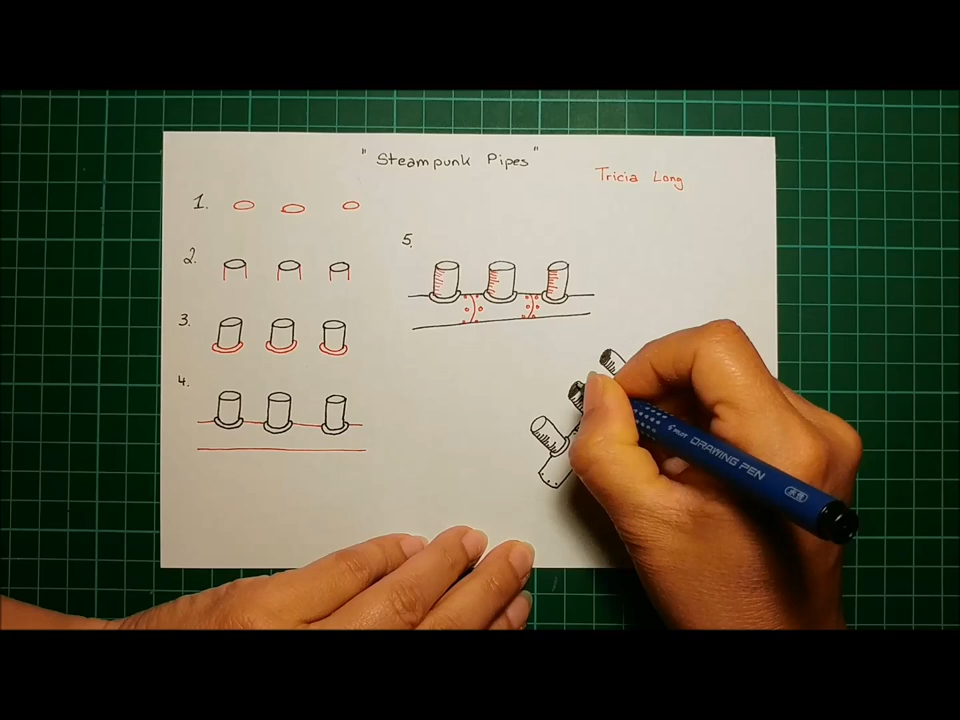 "Steampunk Pipes"
Tricia Long
1.
2.
3.
4.
5.
PILOT DRAWING PEN